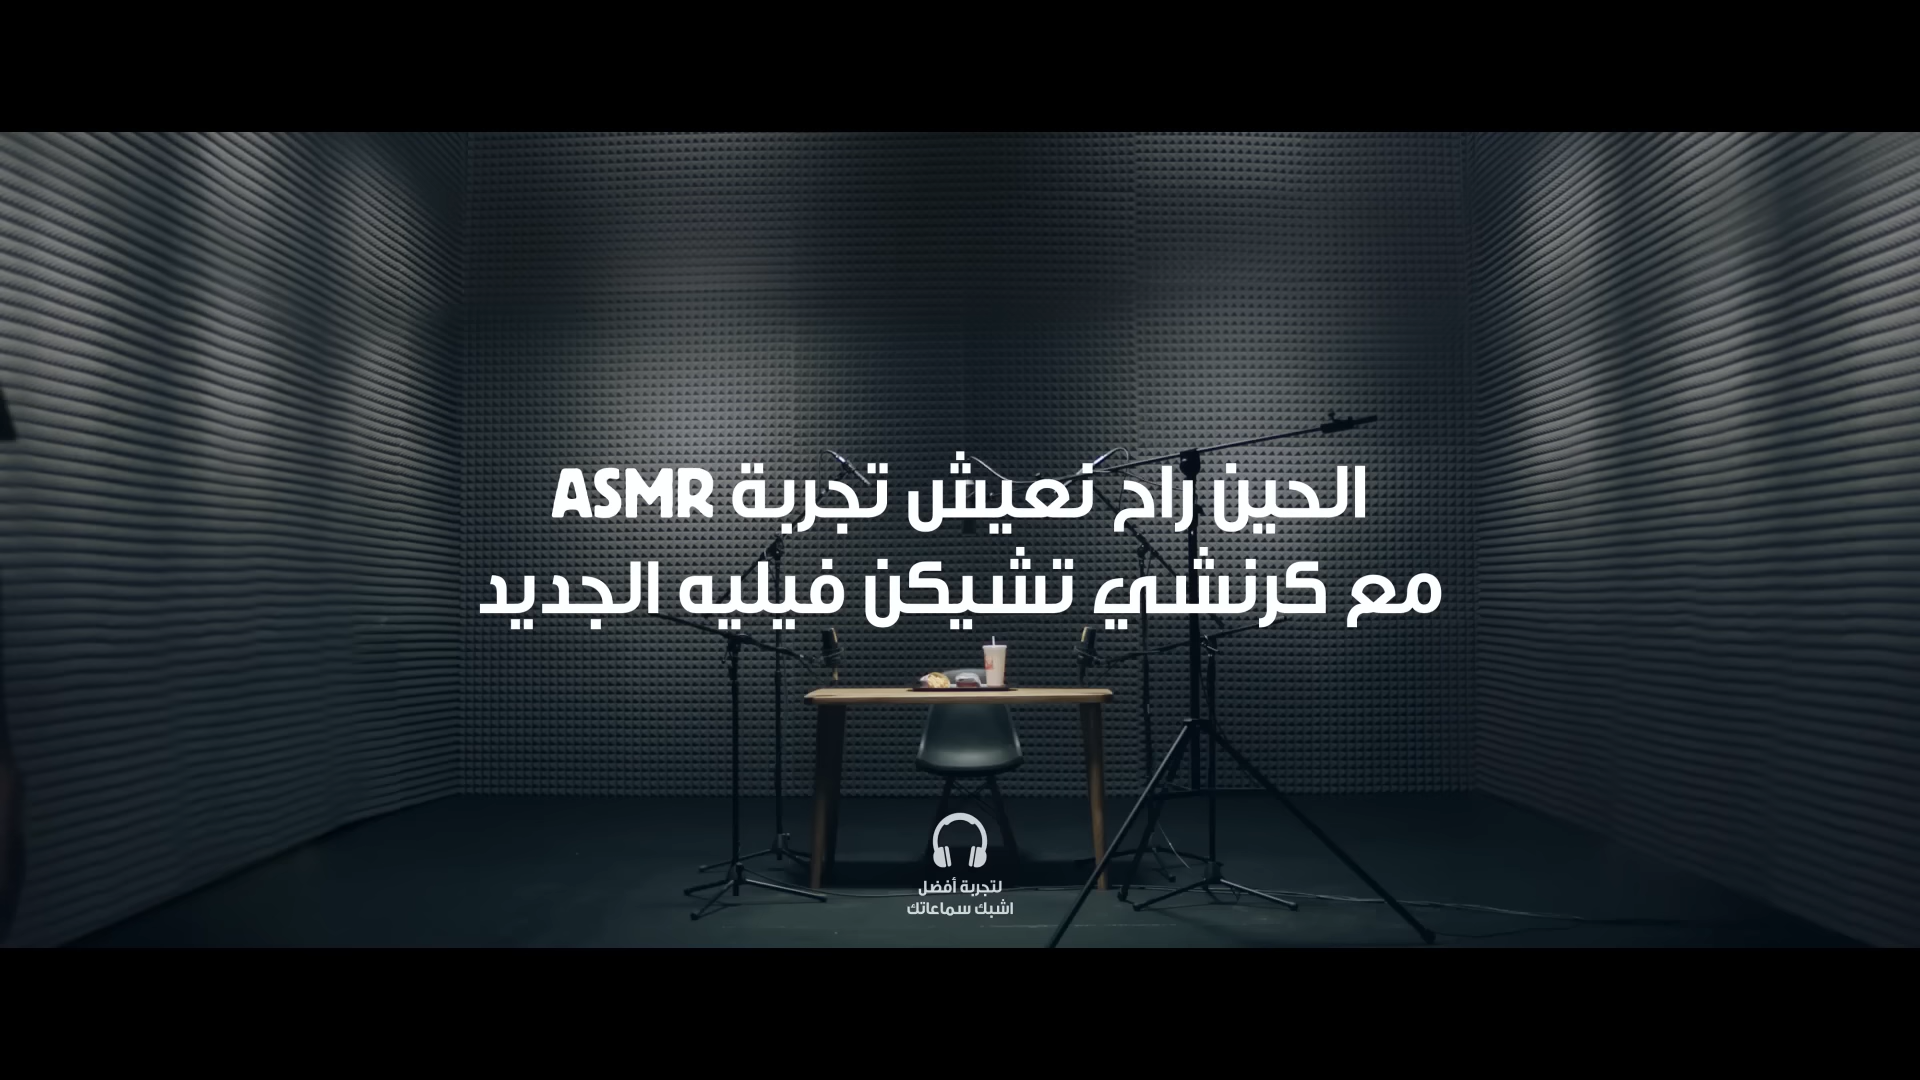 الحين راح نعيش تجربة ASMR
مع كرنشي تشيكن فيليه الجديد
لتجربة أفضل
اشبك سماعاتك